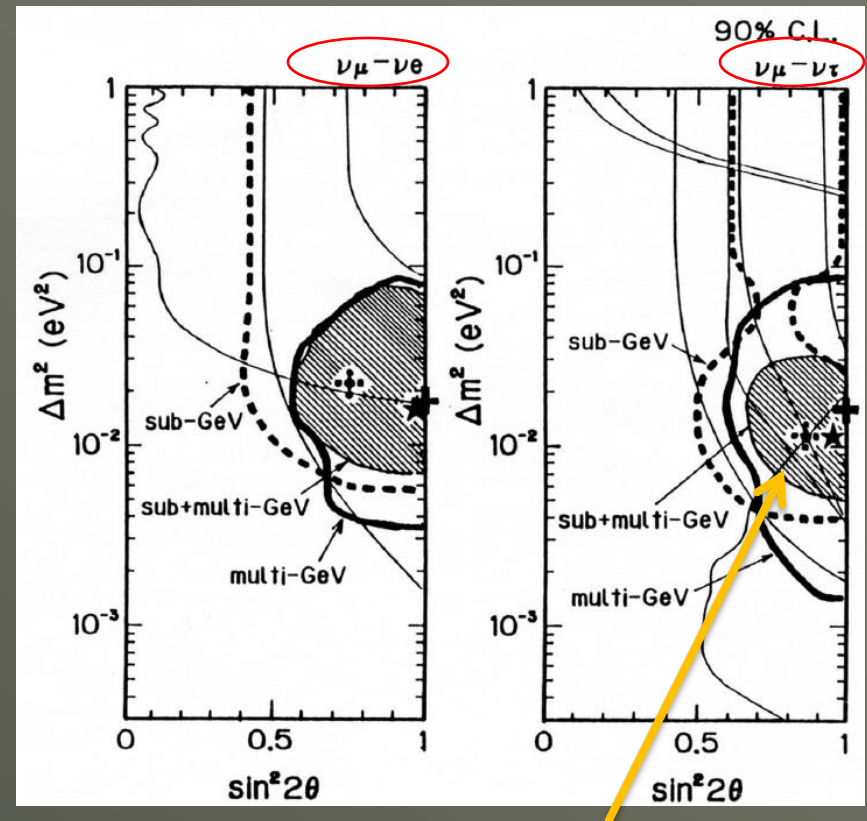 90% C.L.
νμ−νe
νμ−ντ
1
10⁻¹
10⁻²
10⁻³
Δm² (eV²)
sub-GeV
sub+multi-GeV
multi-GeV
0
0.5
1
sin²2θ
1
10⁻¹
10⁻²
10⁻³
Δm² (eV²)
sub-GeV
sub+multi-GeV
multi-GeV
0
0.5
1
sin²2θ